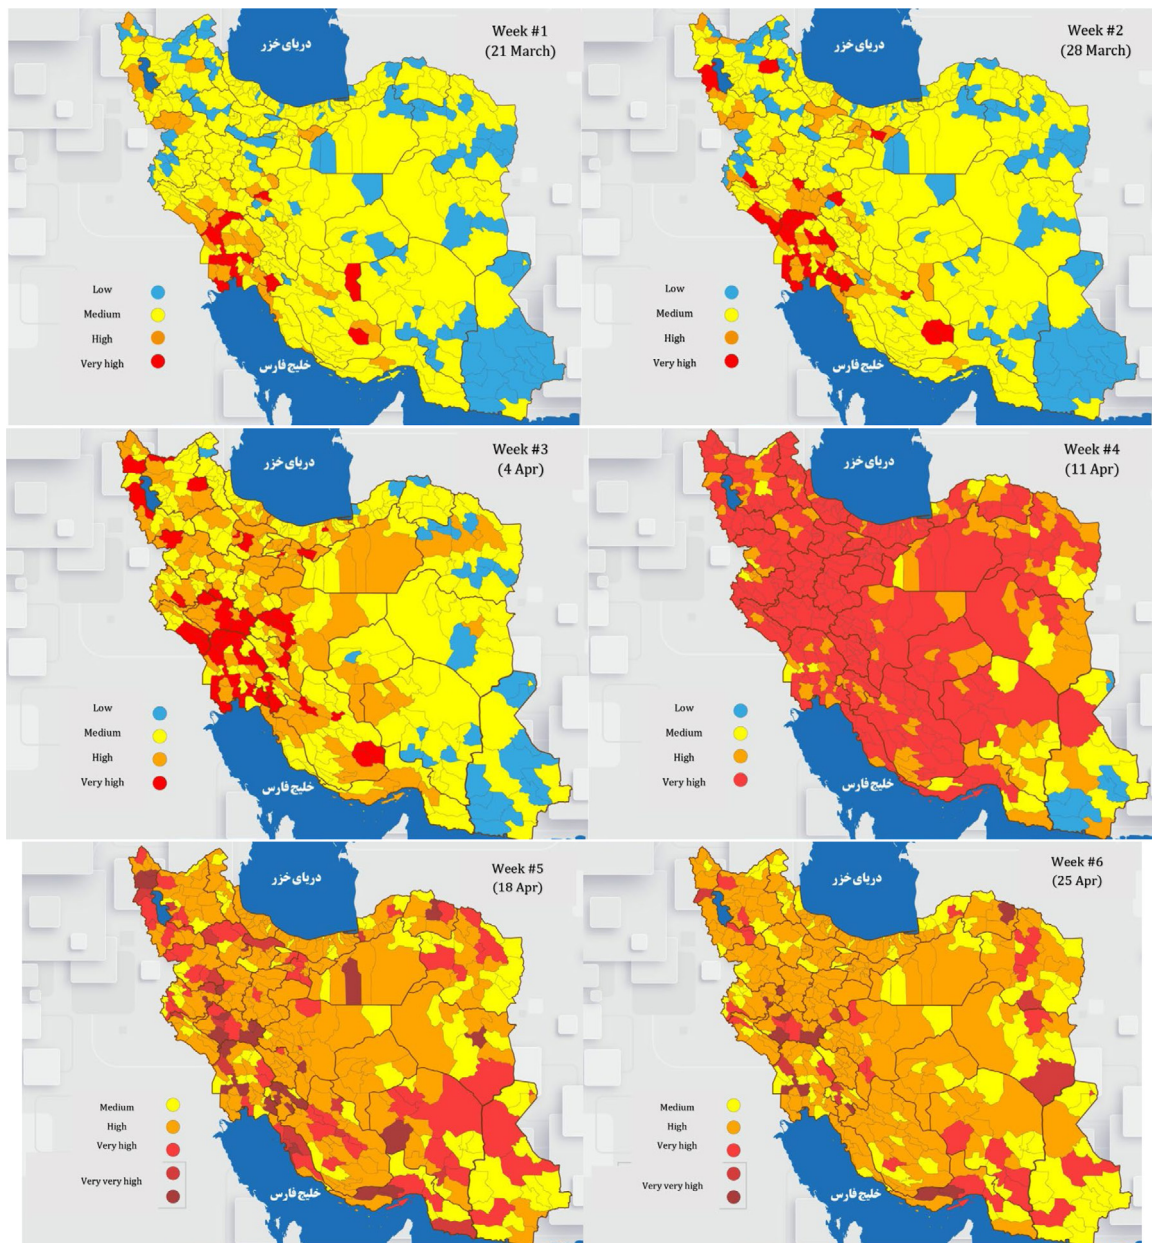 Week #1
(21 March)
دریای خزر
Low
Medium
High
Very high
خلیج فارس
Week #2
(28 March)
دریای خزر
Low
Medium
High
Very high
خلیج فارس
Week #3
(4 Apr)
دریای خزر
Low
Medium
High
Very high
خلیج فارس
Week #4
(11 Apr)
دریای خزر
Low
Medium
High
Very high
خلیج فارس
Week #5
(18 Apr)
دریای خزر
Medium
High
Very high
Very very high
خلیج فارس
Week #6
(25 Apr)
دریای خزر
Medium
High
Very high
Very very high
خلیج فارس